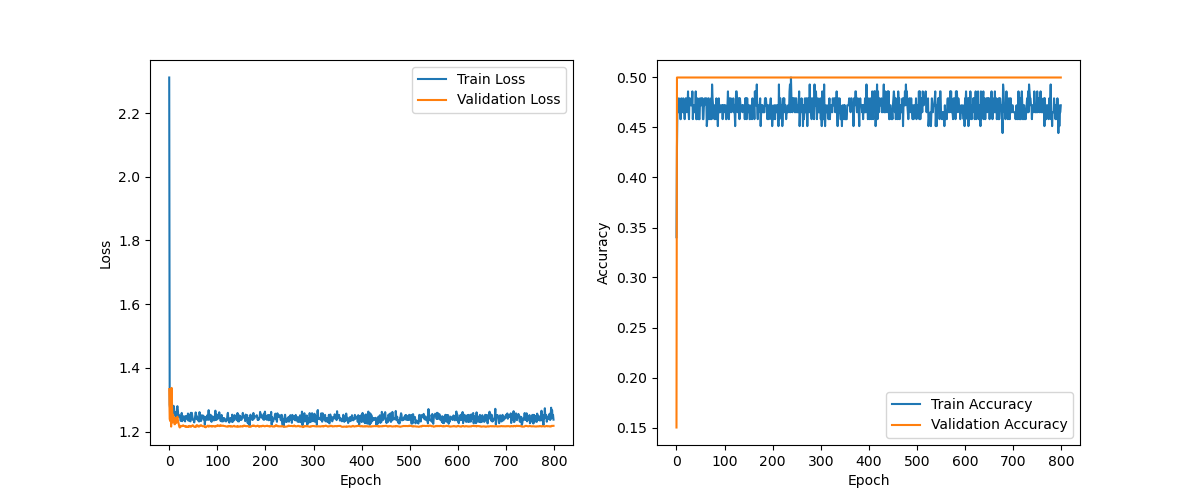 Train Loss
Validation Loss
2.2
2.0
1.8
1.6
1.4
1.2
Loss
0 100 200 300 400 500 600 700 800
Epoch
0.50
0.45
0.40
0.35
0.30
0.25
0.20
0.15
Accuracy
Train Accuracy
Validation Accuracy
0 100 200 300 400 500 600 700 800
Epoch